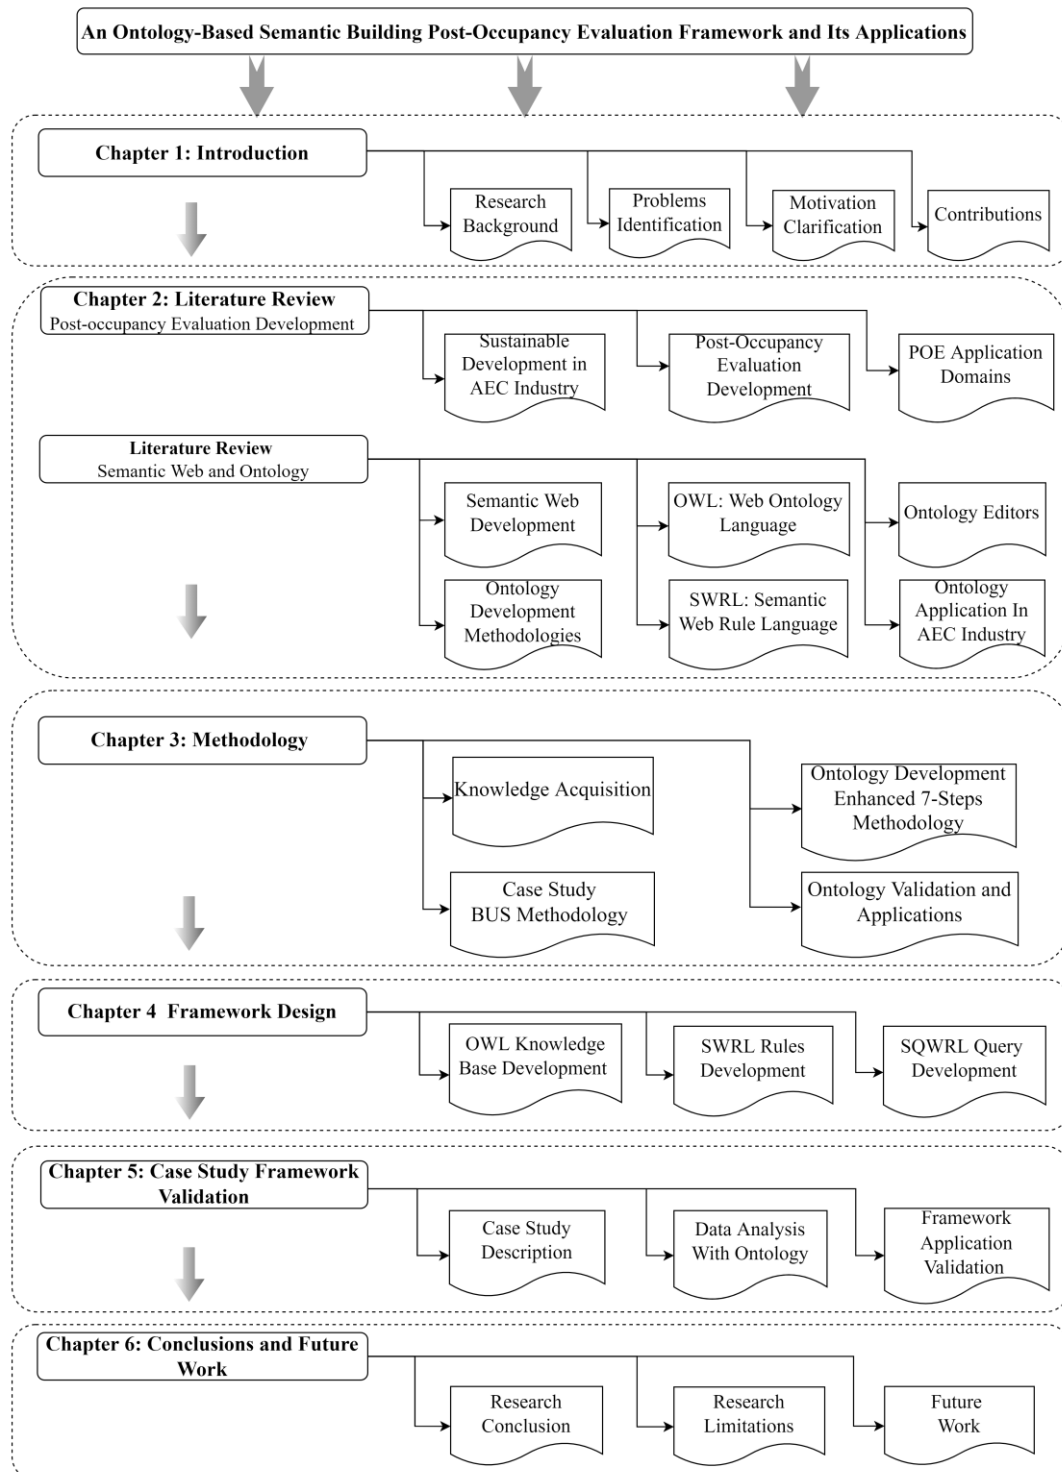 An Ontology-Based Semantic Building Post-Occupancy Evaluation Framework and Its Applications
Chapter 1: Introduction
Research
Background
Problems
Identification
Motivation
Clarification
Contributions
Chapter 2: Literature Review
Post-occupancy Evaluation Development
Sustainable
Development in
AEC Industry
Post-Occupancy
Evaluation
Development
POE Application
Domains
Literature Review
Semantic Web and Ontology
Semantic Web
Development
OWL: Web Ontology
Language
Ontology Editors
Ontology
Development
Methodologies
SWRL: Semantic
Web Rule Language
Ontology
Application In
AEC Industry
Chapter 3: Methodology
Knowledge Acquisition
Ontology Development
Enhanced 7-Steps
Methodology
Case Study
BUS Methodology
Ontology Validation and
Applications
Chapter 4  Framework Design
OWL Knowledge
Base Development
SWRL Rules
Development
SQWRL Query
Development
Chapter 5: Case Study Framework
Validation
Case Study
Description
Data Analysis
With Ontology
Framework
Application
Validation
Chapter 6: Conclusions and Future
Work
Research
Conclusion
Research
Limitations
Future
Work